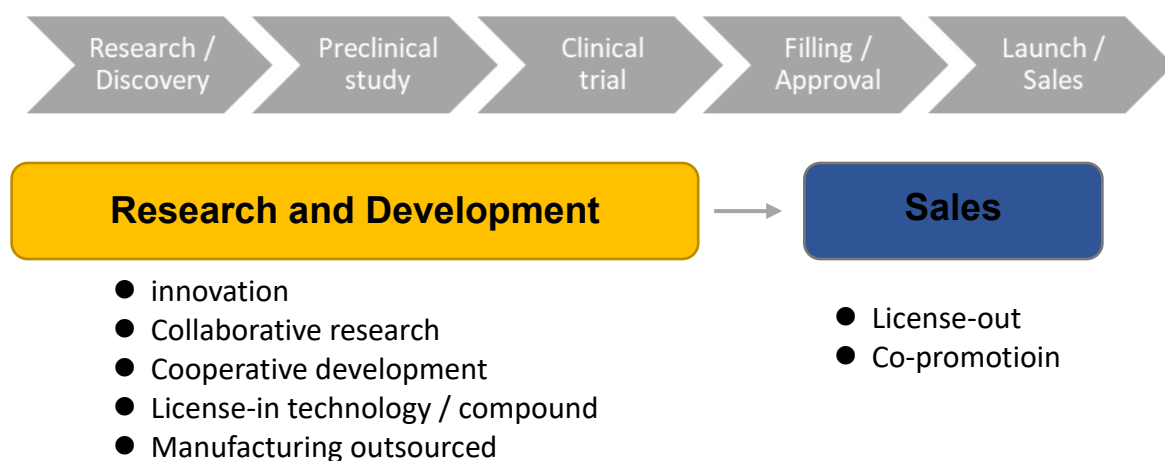 Research /
Discovery
Preclinical
study
Clinical
trial
Filling /
Approval
Launch /
Sales
Research and Development
Sales
● innovation
● Collaborative research
● Cooperative development
● License-in technology / compound
● Manufacturing outsourced
● License-out
● Co-promotioin